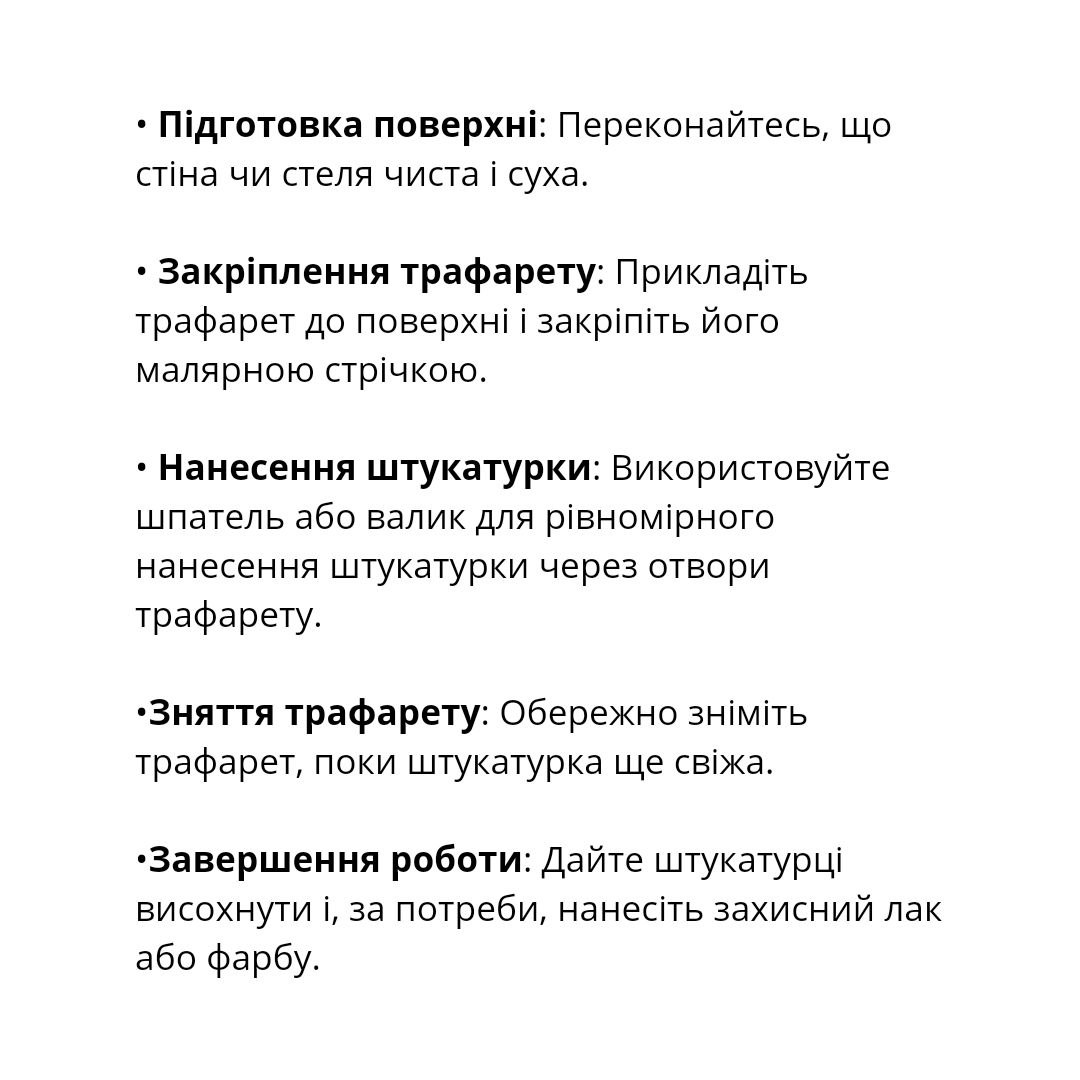 • Підготовка поверхні: Переконайтесь, що
стіна чи стеля чиста і суха.
• Закріплення трафарету: Прикладіть
трафарет до поверхні і закріпіть його
малярною стрічкою.
• Нанесення штукатурки: Використовуйте
шпатель або валик для рівномірного
нанесення штукатурки через отвори
трафарету.
•Зняття трафарету: Обережно зніміть
трафарет, поки штукатурка ще свіжа.
•Завершення роботи: Дайте штукатурці
висохнути і, за потреби, нанесіть захисний лак
або фарбу.